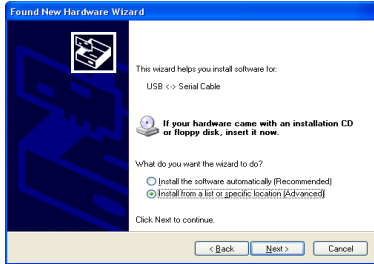 Found New Hardware Wizard
This wizard helps you install software for:
USB <-> Serial Cable
If your hardware came with an installation CD
or floppy disk, insert it now.
What do you want the wizard to do?
Install the software automatically (Recommended)
Install from a list or specific location (Advanced)
Click Next to continue.
< Back Next > Cancel